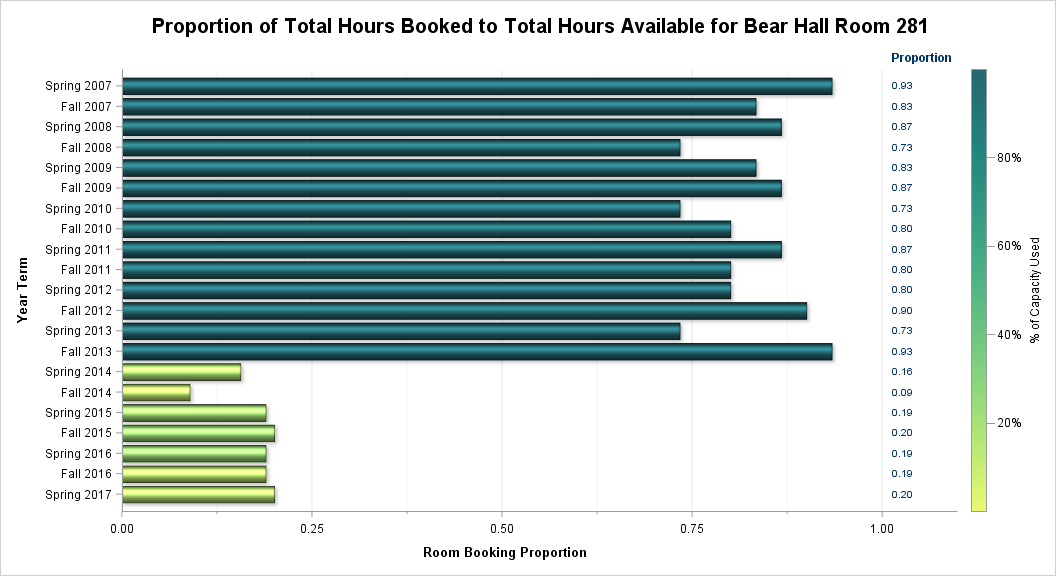 Proportion of Total Hours Booked to Total Hours Available for Bear Hall Room 281
Proportion
Spring 2007 0.93
Fall 2007 0.83
Spring 2008 0.87
Fall 2008 0.73
Spring 2009 0.83
Fall 2009 0.87
Spring 2010 0.73
Fall 2010 0.80
Spring 2011 0.87
Fall 2011 0.80
Spring 2012 0.80
Fall 2012 0.90
Spring 2013 0.73
Fall 2013 0.93
Spring 2014 0.16
Fall 2014 0.09
Spring 2015 0.19
Fall 2015 0.20
Spring 2016 0.19
Fall 2016 0.19
Spring 2017 0.20
Year Term
0.00 0.25 0.50 0.75 1.00
Room Booking Proportion
80%
60%
40%
20%
% of Capacity Used